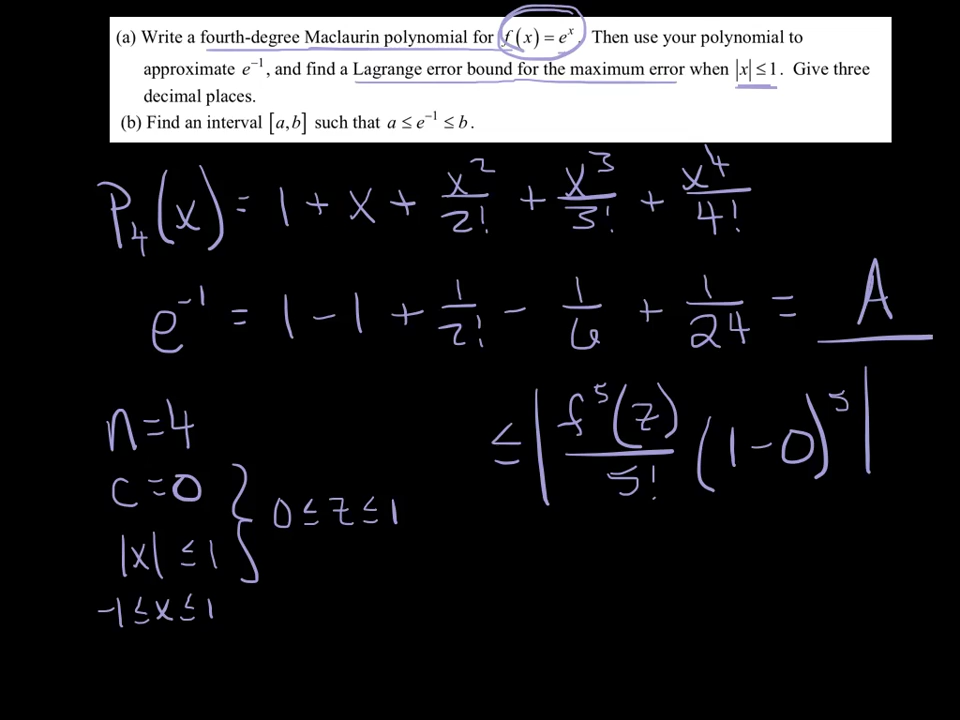 (a) Write a fourth-degree Maclaurin polynomial for f(x) = e^x. Then use your polynomial to
approximate e^{-1}, and find a Lagrange error bound for the maximum error when |x| ≤ 1. Give three
decimal places.
(b) Find an interval [a,b] such that a ≤ e^{-1} ≤ b.
P_4(x) = 1 + x + x^2/2! + x^3/3! + x^4/4!
e^{-1} = 1 - 1 + 1/2! - 1/6 + 1/24 = A
≤ | f^5(z)/5! (1-0)^5 |
n = 4
c = 0
0 ≤ z ≤ 1
|x| ≤ 1
-1 ≤ x ≤ 1